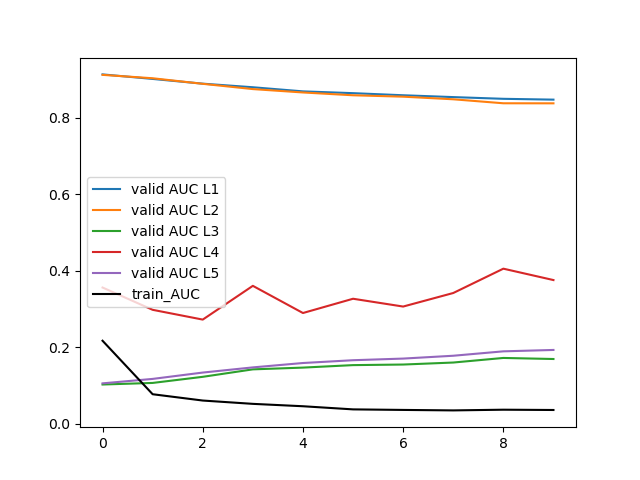 0.8
0.6
0.4
0.2
0.0
valid AUC L1
valid AUC L2
valid AUC L3
valid AUC L4
valid AUC L5
train_AUC
0 2 4 6 8